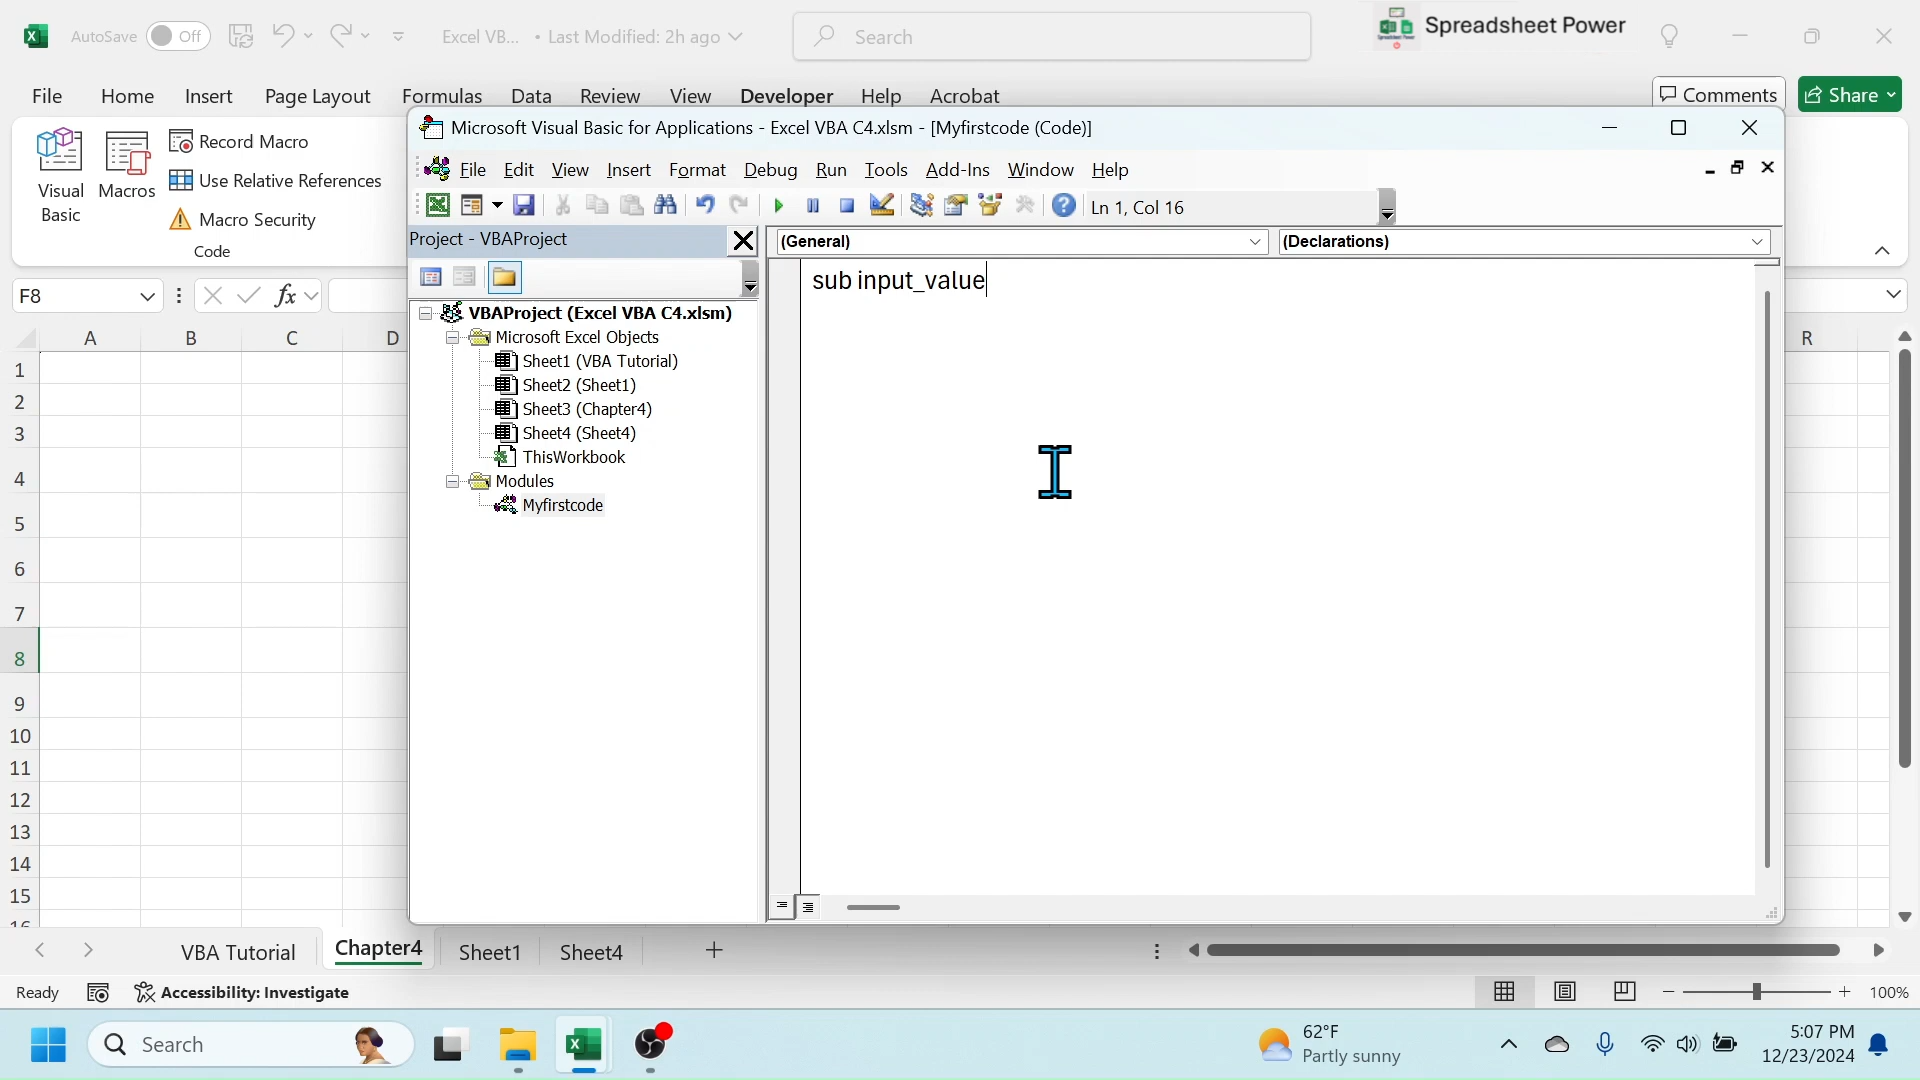 AutoSave Off Excel VB... • Last Modified: 2h ago Search Spreadsheet Power
File Home Insert Page Layout Formulas Data Review View Developer Help Acrobat Comments Share
Visual Basic
Macros
Record Macro
Use Relative References
Macro Security
Code
F8
fx
A B C D R
1
2
3
4
5
6
7
8
9
10
11
12
13
14
15
16
Microsoft Visual Basic for Applications - Excel VBA C4.xlsm - [Myfirstcode (Code)]
File Edit View Insert Format Debug Run Tools Add-Ins Window Help
Ln 1, Col 16
Project - VBAProject
VBAProject (Excel VBA C4.xlsm)
Microsoft Excel Objects
Sheet1 (VBA Tutorial)
Sheet2 (Sheet1)
Sheet3 (Chapter4)
Sheet4 (Sheet4)
ThisWorkbook
Modules
Myfirstcode
(General) (Declarations)
sub input_value
VBA Tutorial Chapter4 Sheet1 Sheet4
Ready Accessibility: Investigate 100%
Search
62°F
Partly sunny
5:07 PM
12/23/2024